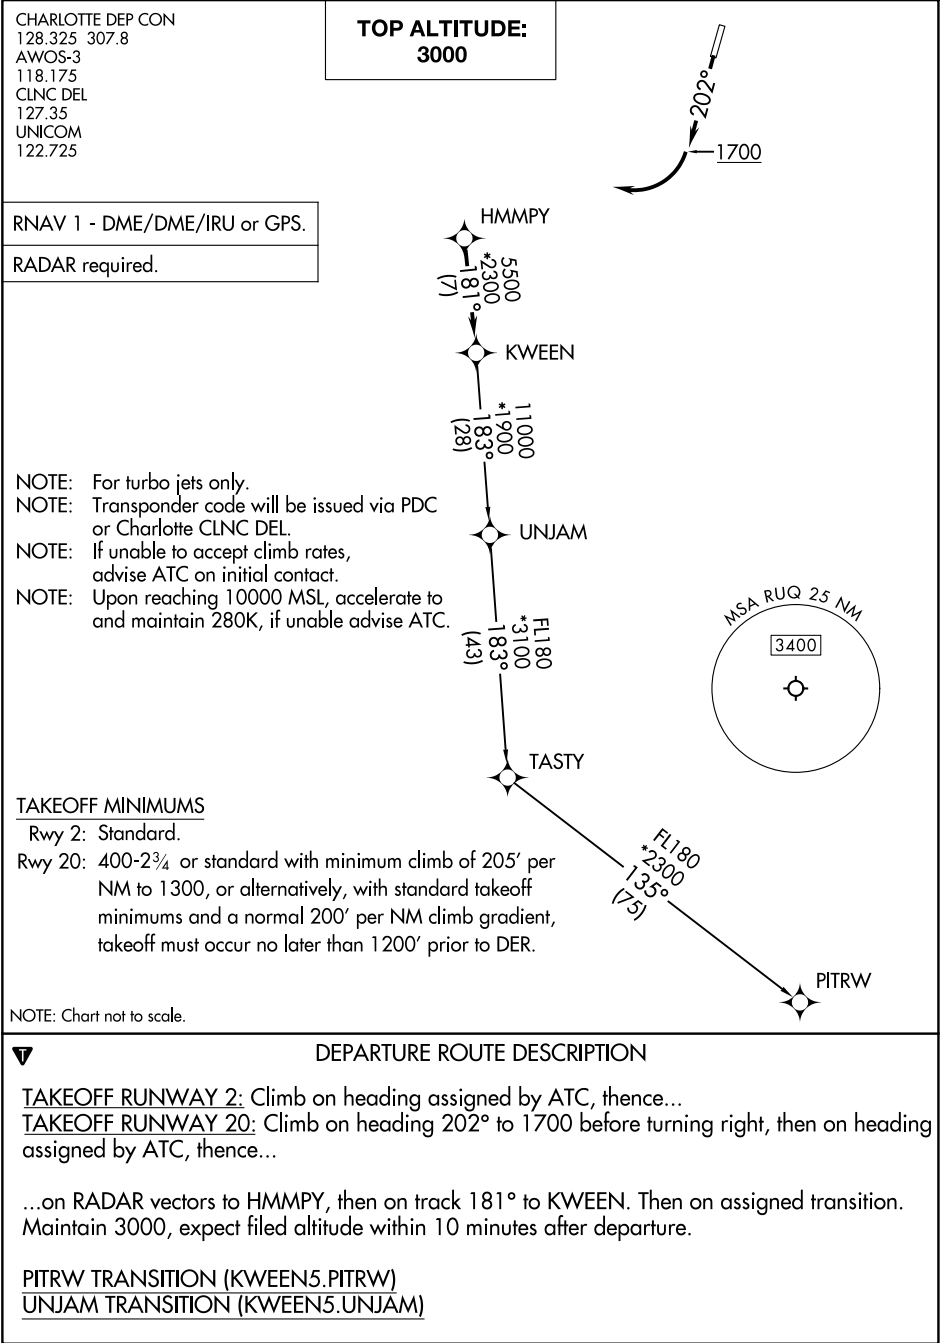 CHARLOTTE DEP CON
128.325 307.8
AWOS-3
118.175
CLNC DEL
127.35
UNICOM
122.725
TOP ALTITUDE:
3000
202°
1700
RNAV 1 - DME/DME/IRU or GPS.
RADAR required.
HMMPY
5500
*2300
181°
(7)
KWEEN
11000
*1900
183°
(28)
NOTE: For turbo jets only.
NOTE: Transponder code will be issued via PDC
or Charlotte CLNC DEL.
NOTE: If unable to accept climb rates,
advise ATC on initial contact.
NOTE: Upon reaching 10000 MSL, accelerate to
and maintain 280K, if unable advise ATC.
UNJAM
FL180
*3100
183°
(43)
MSA RUQ 25 NM
3400
TASTY
TAKEOFF MINIMUMS
Rwy 2: Standard.
Rwy 20: 400-2¾ or standard with minimum climb of 205' per
NM to 1300, or alternatively, with standard takeoff
minimums and a normal 200' per NM climb gradient,
takeoff must occur no later than 1200' prior to DER.
FL180
*2300
135°
(75)
PITRW
NOTE: Chart not to scale.
T
DEPARTURE ROUTE DESCRIPTION
TAKEOFF RUNWAY 2: Climb on heading assigned by ATC, thence...
TAKEOFF RUNWAY 20: Climb on heading 202° to 1700 before turning right, then on heading
assigned by ATC, thence...
...on RADAR vectors to HMMPY, then on track 181° to KWEEN. Then on assigned transition.
Maintain 3000, expect filed altitude within 10 minutes after departure.
PITRW TRANSITION (KWEEN5.PITRW)
UNJAM TRANSITION (KWEEN5.UNJAM)